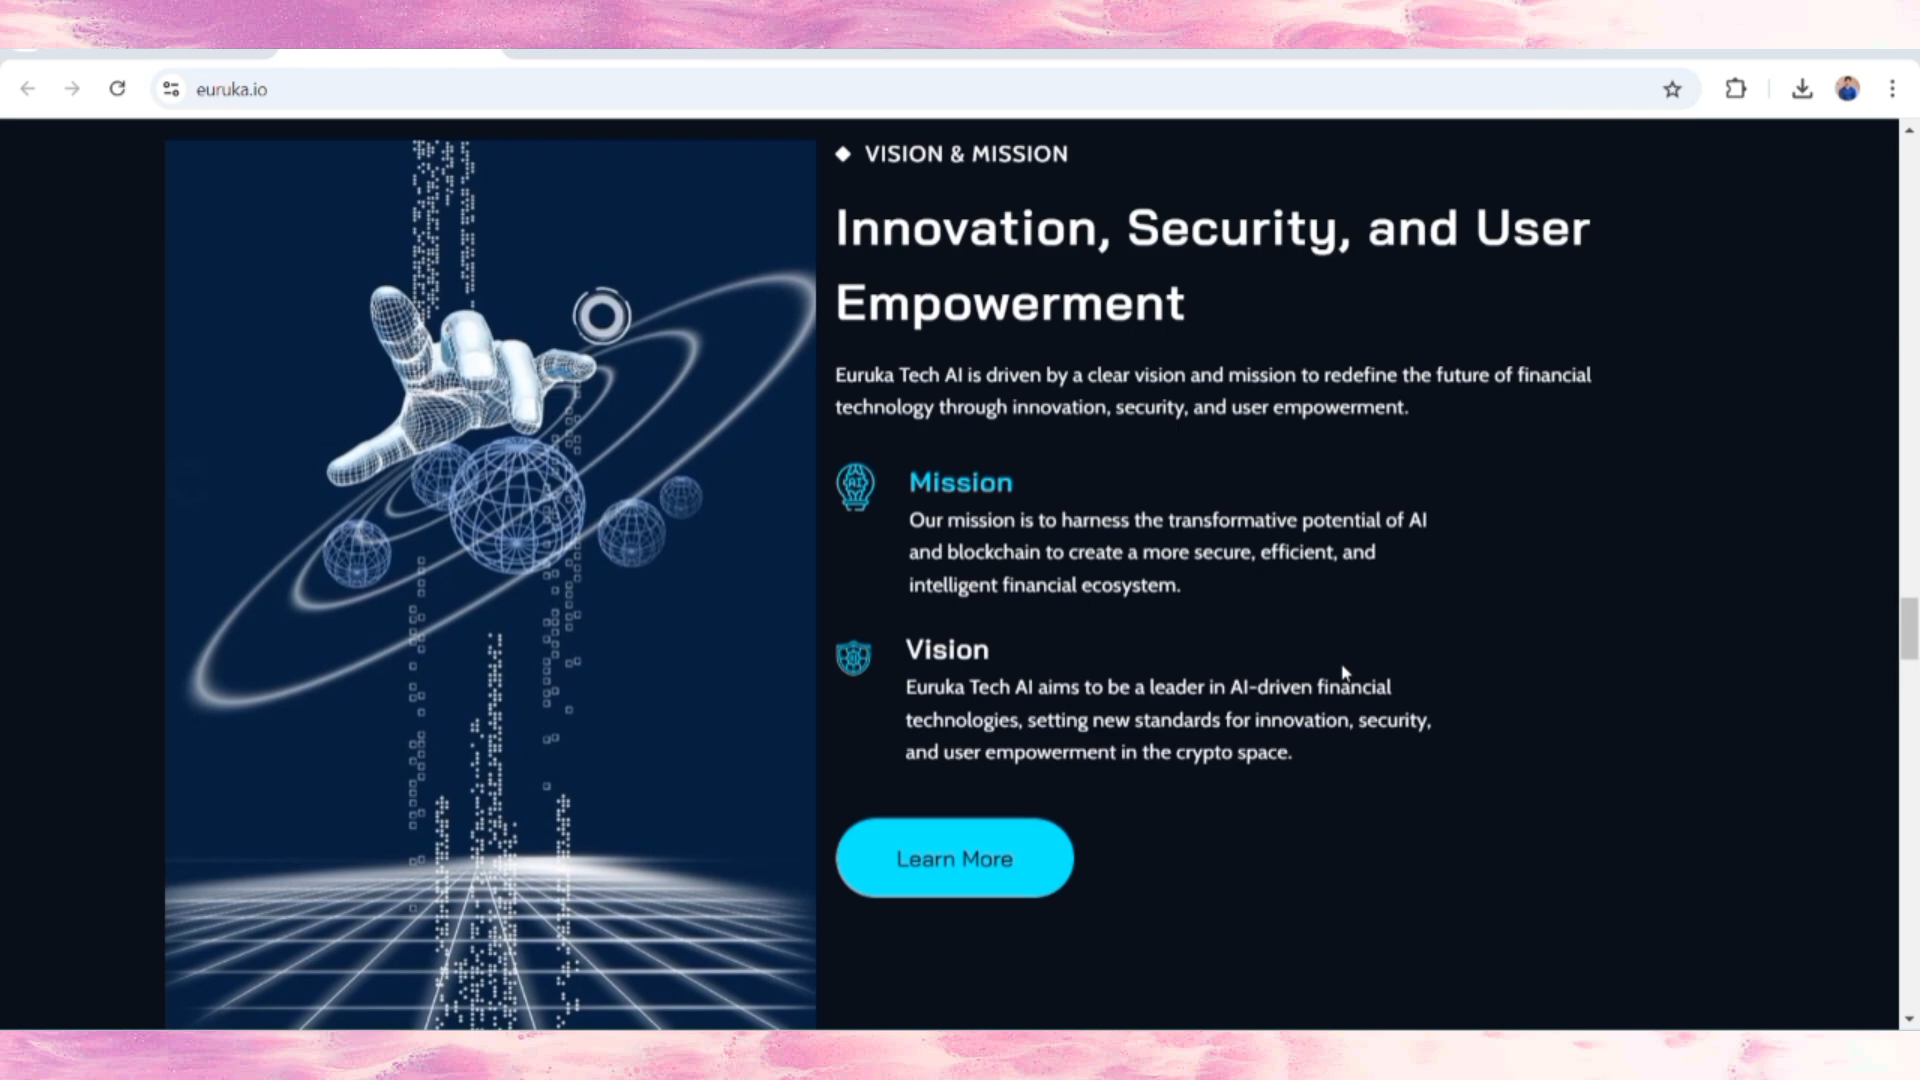 euruka.io
VISION & MISSION
Innovation, Security, and User
Empowerment
Euruka Tech AI is driven by a clear vision and mission to redefine the future of financial
technology through innovation, security, and user empowerment.
AI
Mission
Our mission is to harness the transformative potential of AI
and blockchain to create a more secure, efficient, and
intelligent financial ecosystem.
Vision
Euruka Tech AI aims to be a leader in AI-driven financial
technologies, setting new standards for innovation, security,
and user empowerment in the crypto space.
Learn More